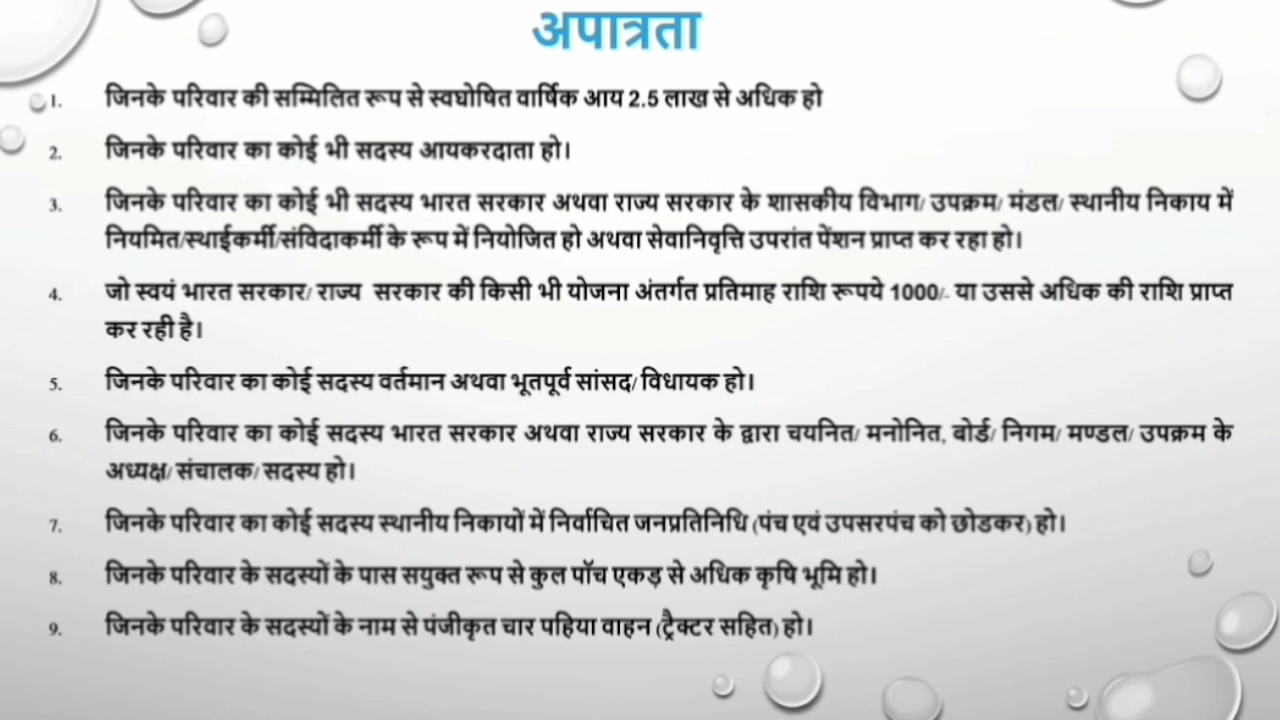 अपात्रता
1. जिनके परिवार की सम्मिलित रूप से स्वघोषित वार्षिक आय 2.5 लाख से अधिक हो
2. जिनके परिवार का कोई भी सदस्य आयकरदाता हो।
3. जिनके परिवार का कोई भी सदस्य भारत सरकार अथवा राज्य सरकार के शासकीय विभाग/ उपक्रम/ मंडल/ स्थानीय निकाय में
नियमित/स्थाईकर्मी/संविदाकर्मी के रूप में नियोजित हो अथवा सेवानिवृत्ति उपरांत पेंशन प्राप्त कर रहा हो।
4. जो स्वयं भारत सरकार/ राज्य सरकार की किसी भी योजना अंतर्गत प्रतिमाह राशि रूपये 1000/- या उससे अधिक की राशि प्राप्त
कर रही है।
5. जिनके परिवार का कोई सदस्य वर्तमान अथवा भूतपूर्व सांसद/ विधायक हो।
6. जिनके परिवार का कोई सदस्य भारत सरकार अथवा राज्य सरकार के द्वारा चयनित/ मनोनित, बोर्ड/ निगम/ मण्डल/ उपक्रम के
अध्यक्ष/ संचालक/ सदस्य हो।
7. जिनके परिवार का कोई सदस्य स्थानीय निकायों में निर्वाचित जनप्रतिनिधि (पंच एवं उपसरपंच को छोडकर) हो।
8. जिनके परिवार के सदस्यों के पास सयुक्त रूप से कुल पॉच एकड़ से अधिक कृषि भूमि हो।
9. जिनके परिवार के सदस्यों के नाम से पंजीकृत चार पहिया वाहन (ट्रैक्टर सहित) हो।